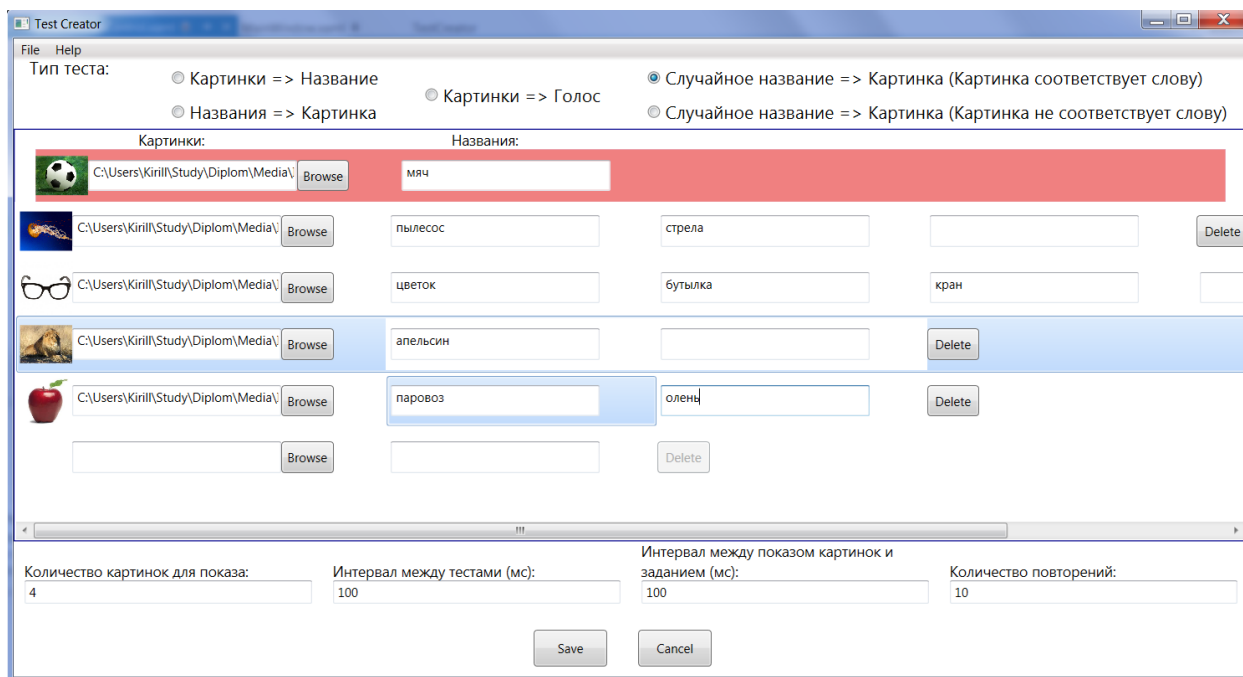 Test Creator
File Help
Тип теста:
Картинки => Название
Названия => Картинка
Картинки => Голос
Случайное название => Картинка (Картинка соответствует слову)
Случайное название => Картинка (Картинка не соответствует слову)
Картинки: Названия:
C:\Users\Kirill\Study\Diplom\Media\ Browse мяч
C:\Users\Kirill\Study\Diplom\Media\ Browse пылесос стрела Delete
C:\Users\Kirill\Study\Diplom\Media\ Browse цветок бутылка кран
C:\Users\Kirill\Study\Diplom\Media\ Browse апельсин Delete
C:\Users\Kirill\Study\Diplom\Media\ Browse паровоз олень Delete
Browse Delete
Количество картинок для показа:
4
Интервал между тестами (мс):
100
Интервал между показом картинок и
заданием (мс):
100
Количество повторений:
10
Save Cancel